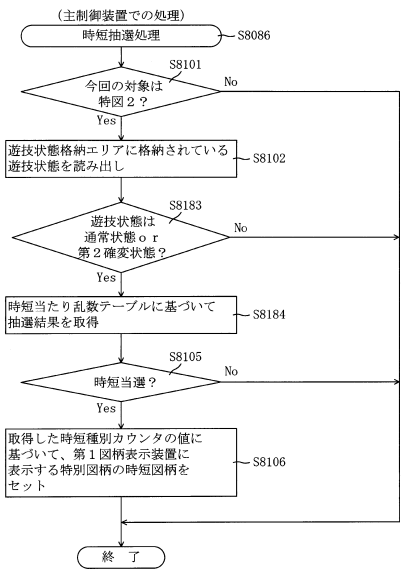 (主制御装置での処理)
時短抽選処理
S8086
S8101
今回の対象は
特図２？
No
Yes
遊技状態格納エリアに格納されている
遊技状態を読み出し
S8102
S8183
遊技状態は
通常状態ｏｒ
第２確変状態？
No
Yes
時短当たり乱数テーブルに基づいて
抽選結果を取得
S8184
S8105
時短当選？
No
Yes
取得した時短種別カウンタの値に
基づいて、第１図柄表示装置に
表示する特別図柄の時短図柄を
セット
S8106
終 了